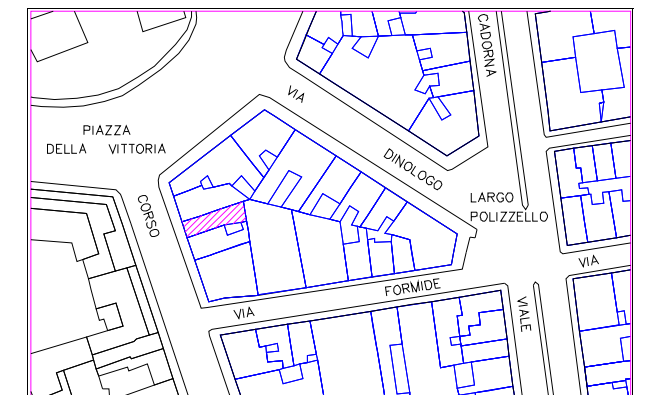 CADORNA
VIA
PIAZZA
DELLA VITTORIA
DINOLOGO
CORSO
LARGO
POLIZZELLO
VIA
FORMIDE
VIA
VIALE